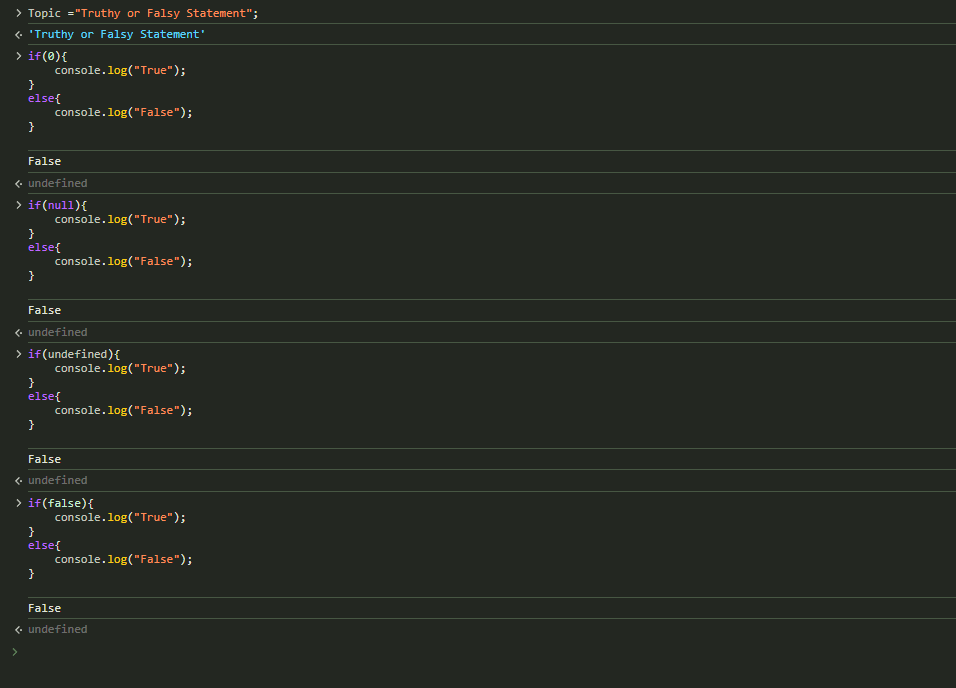 > Topic ="Truthy or Falsy Statement";
<· 'Truthy or Falsy Statement'
> if(0){
    console.log("True");
}
else{
    console.log("False");
}
False
<· undefined
> if(null){
    console.log("True");
}
else{
    console.log("False");
}
False
<· undefined
> if(undefined){
    console.log("True");
}
else{
    console.log("False");
}
False
<· undefined
> if(false){
    console.log("True");
}
else{
    console.log("False");
}
False
<· undefined
>